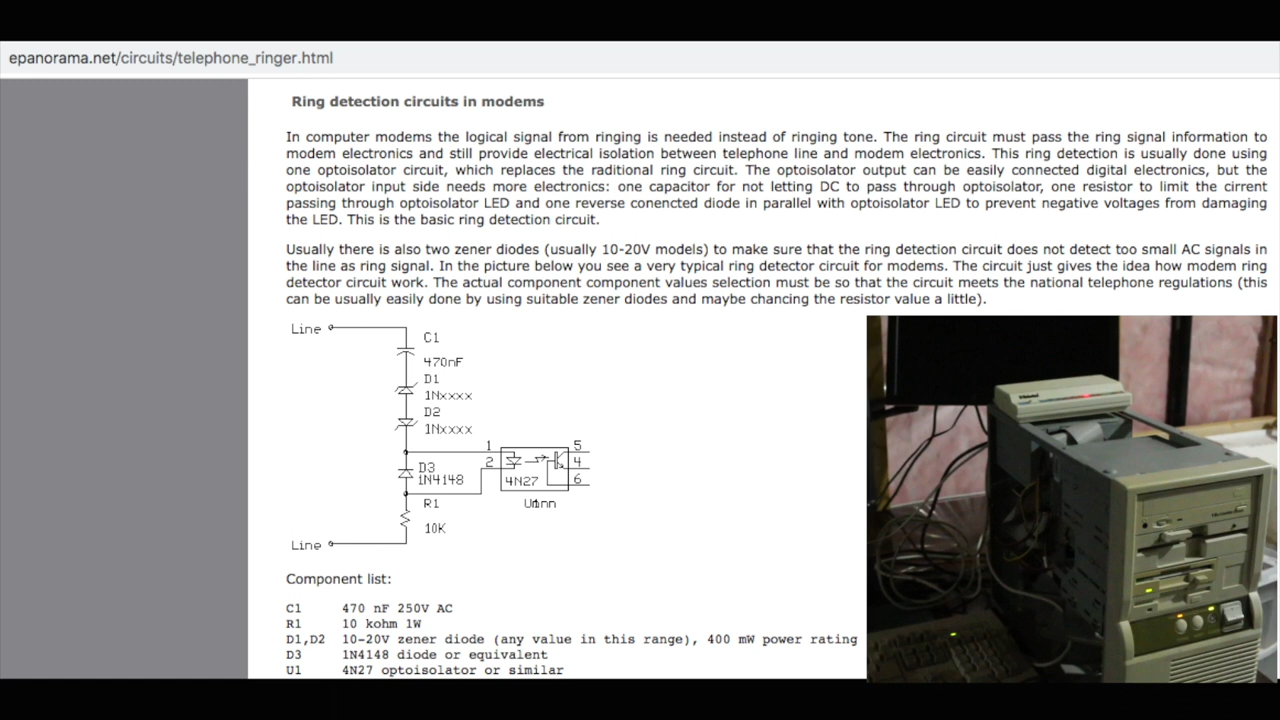 epanorama.net/circuits/telephone_ringer.html
Ring detection circuits in modems
In computer modems the logical signal from ringing is needed instead of ringing tone. The ring circuit must pass the ring signal information to
modem electronics and still provide electrical isolation between telephone line and modem electronics. This ring detection is usually done using
one optoisolator circuit, which replaces the raditional ring circuit. The optoisolator output can be easily connected digital electronics, but the
optoisolator input side needs more electronics: one capacitor for not letting DC to pass through optoisolator, one resistor to limit the cirrent
passing through optoisolator LED and one reverse conencted diode in parallel with optoisolator LED to prevent negative voltages from damaging
the LED. This is the basic ring detection circuit.
Usually there is also two zener diodes (usually 10-20V models) to make sure that the ring detection circuit does not detect too small AC signals in
the line as ring signal. In the picture below you see a very typical ring detector circuit for modems. The circuit just gives the idea how modem ring
detector circuit work. The actual component component values selection must be so that the circuit meets the national telephone regulations (this
can be usually easily done by using suitable zener diodes and maybe chancing the resistor value a little).
Line
C1
470nF
D1
1Nxxxx
D2
1Nxxxx
1 5
2 4
D3
1N4148
4N27 6
R1
10K
Line
Component list:
C1 470 nF 250V AC
R1 10 kohm 1W
D1,D2 10-20V zener diode (any value in this range), 400 mW power rating
D3 1N4148 diode or equivalent
U1 4N27 optoisolator or similar